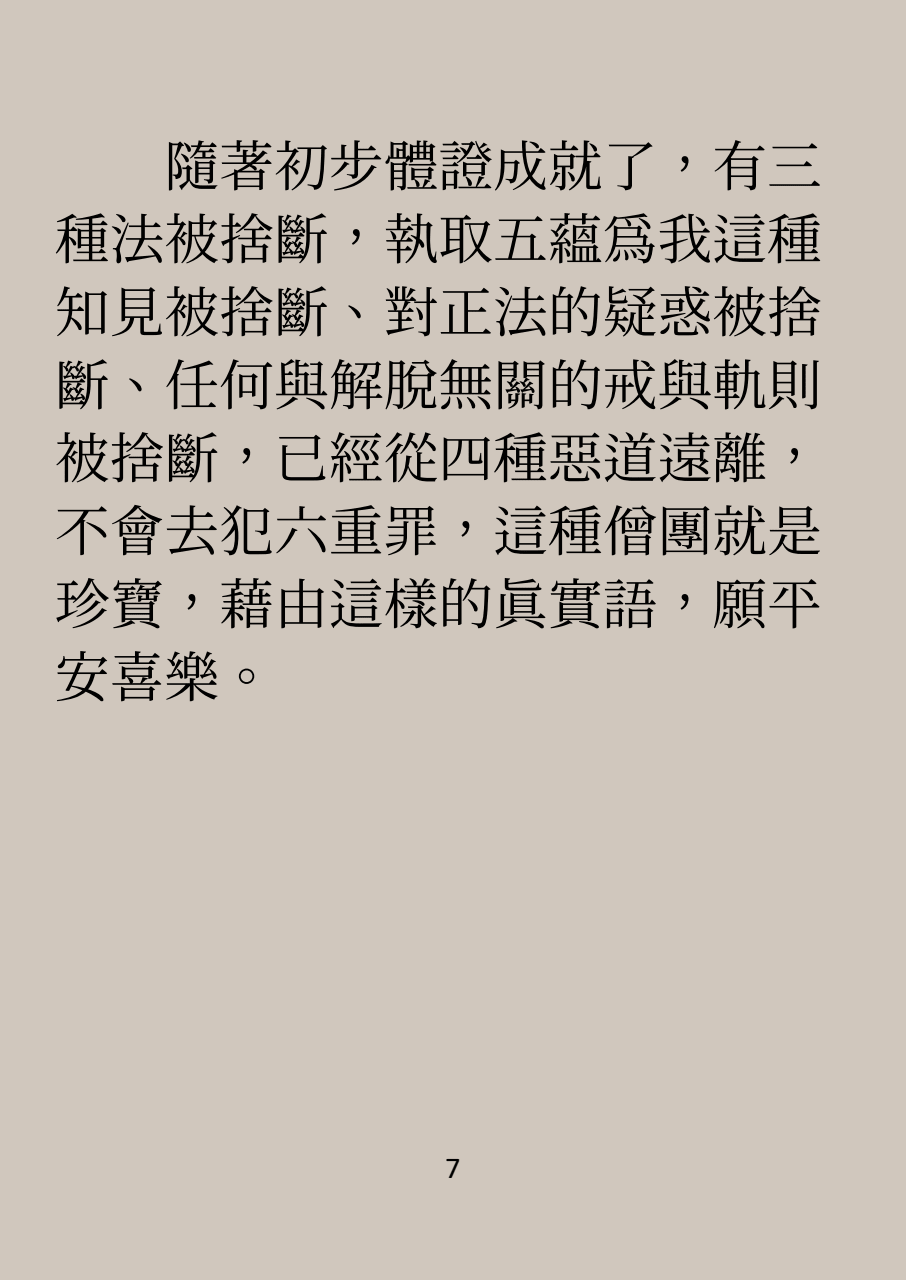 隨著初步體證成就了，有三
種法被捨斷，執取五蘊爲我這種
知見被捨斷、對正法的疑惑被捨
斷、任何與解脫無關的戒與軌則
被捨斷，已經從四種惡道遠離，
不會去犯六重罪，這種僧團就是
珍寶，藉由這樣的眞實語，願平
安喜樂。
7